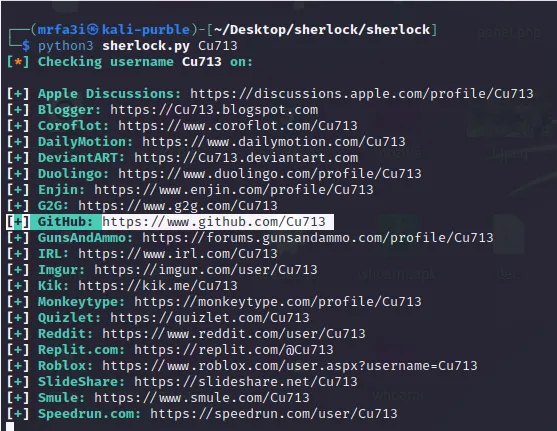 (mrfa3i㉿kali-purble)-[~/Desktop/sherlock/sherlock]
$ python3 sherlock.py Cu713
[*] Checking username Cu713 on:
[+] Apple Discussions: https://discussions.apple.com/profile/Cu713
[+] Blogger: https://Cu713.blogspot.com
[+] Coroflot: https://www.coroflot.com/Cu713
[+] DailyMotion: https://www.dailymotion.com/Cu713
[+] DeviantART: https://Cu713.deviantart.com
[+] Duolingo: https://www.duolingo.com/profile/Cu713
[+] Enjin: https://www.enjin.com/profile/Cu713
[+] G2G: https://www.g2g.com/Cu713
[+] GitHub: https://www.github.com/Cu713
[+] GunsAndAmmo: https://forums.gunsandammo.com/profile/Cu713
[+] IRL: https://www.irl.com/Cu713
[+] Imgur: https://imgur.com/user/Cu713
[+] Kik: https://kik.me/Cu713
[+] Monkeytype: https://monkeytype.com/profile/Cu713
[+] Quizlet: https://quizlet.com/Cu713
[+] Reddit: https://www.reddit.com/user/Cu713
[+] Replit.com: https://replit.com/@Cu713
[+] Roblox: https://www.roblox.com/user.aspx?username=Cu713
[+] SlideShare: https://slideshare.net/Cu713
[+] Smule: https://www.smule.com/Cu713
[+] Speedrun.com: https://speedrun.com/user/Cu713